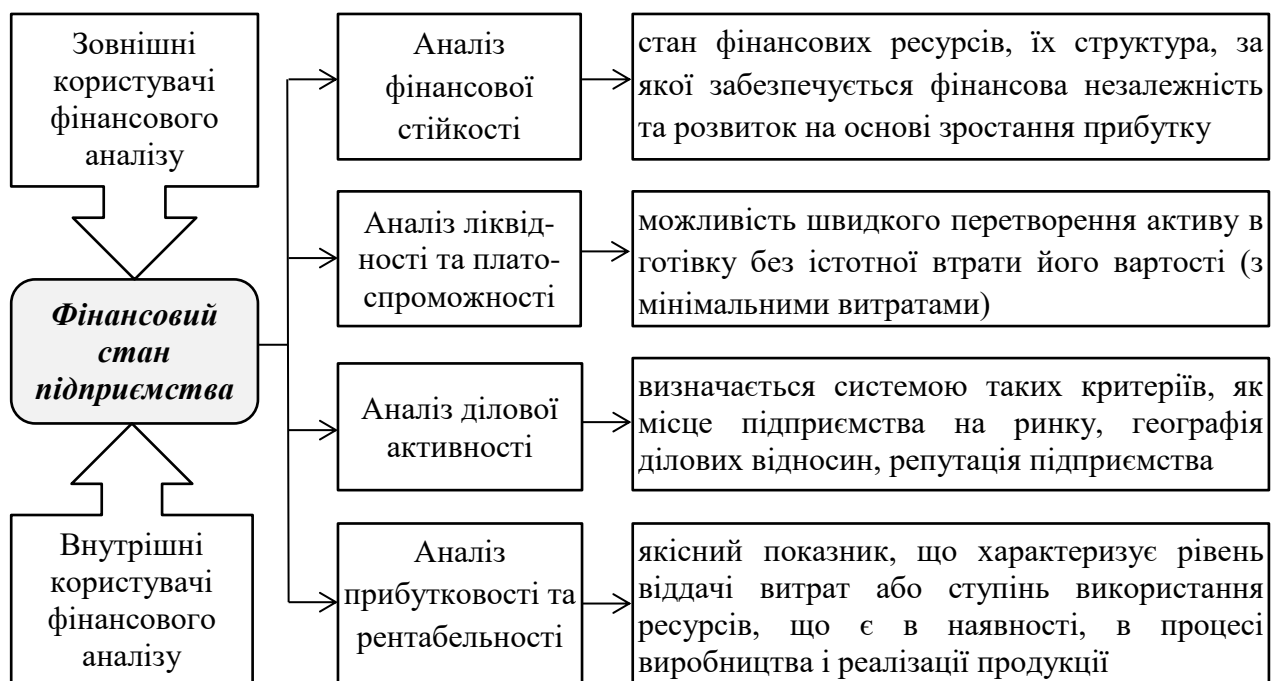 Зовнішні
користувачі
фінансового
аналізу
Фінансовий
стан
підприємства
Внутрішні
користувачі
фінансового
аналізу
Аналіз
фінансової
стійкості
стан фінансових ресурсів, їх структура, за
якої забезпечується фінансова незалежність
та розвиток на основі зростання прибутку
Аналіз ліквід-
ності та плато-
спроможності
можливість швидкого перетворення активу в
готівку без істотної втрати його вартості (з
мінімальними витратами)
Аналіз ділової
активності
визначається системою таких критеріїв, як
місце підприємства на ринку, географія
ділових відносин, репутація підприємства
Аналіз
прибутковості та
рентабельності
якісний показник, що характеризує рівень
віддачі витрат або ступінь використання
ресурсів, що є в наявності, в процесі
виробництва і реалізації продукції